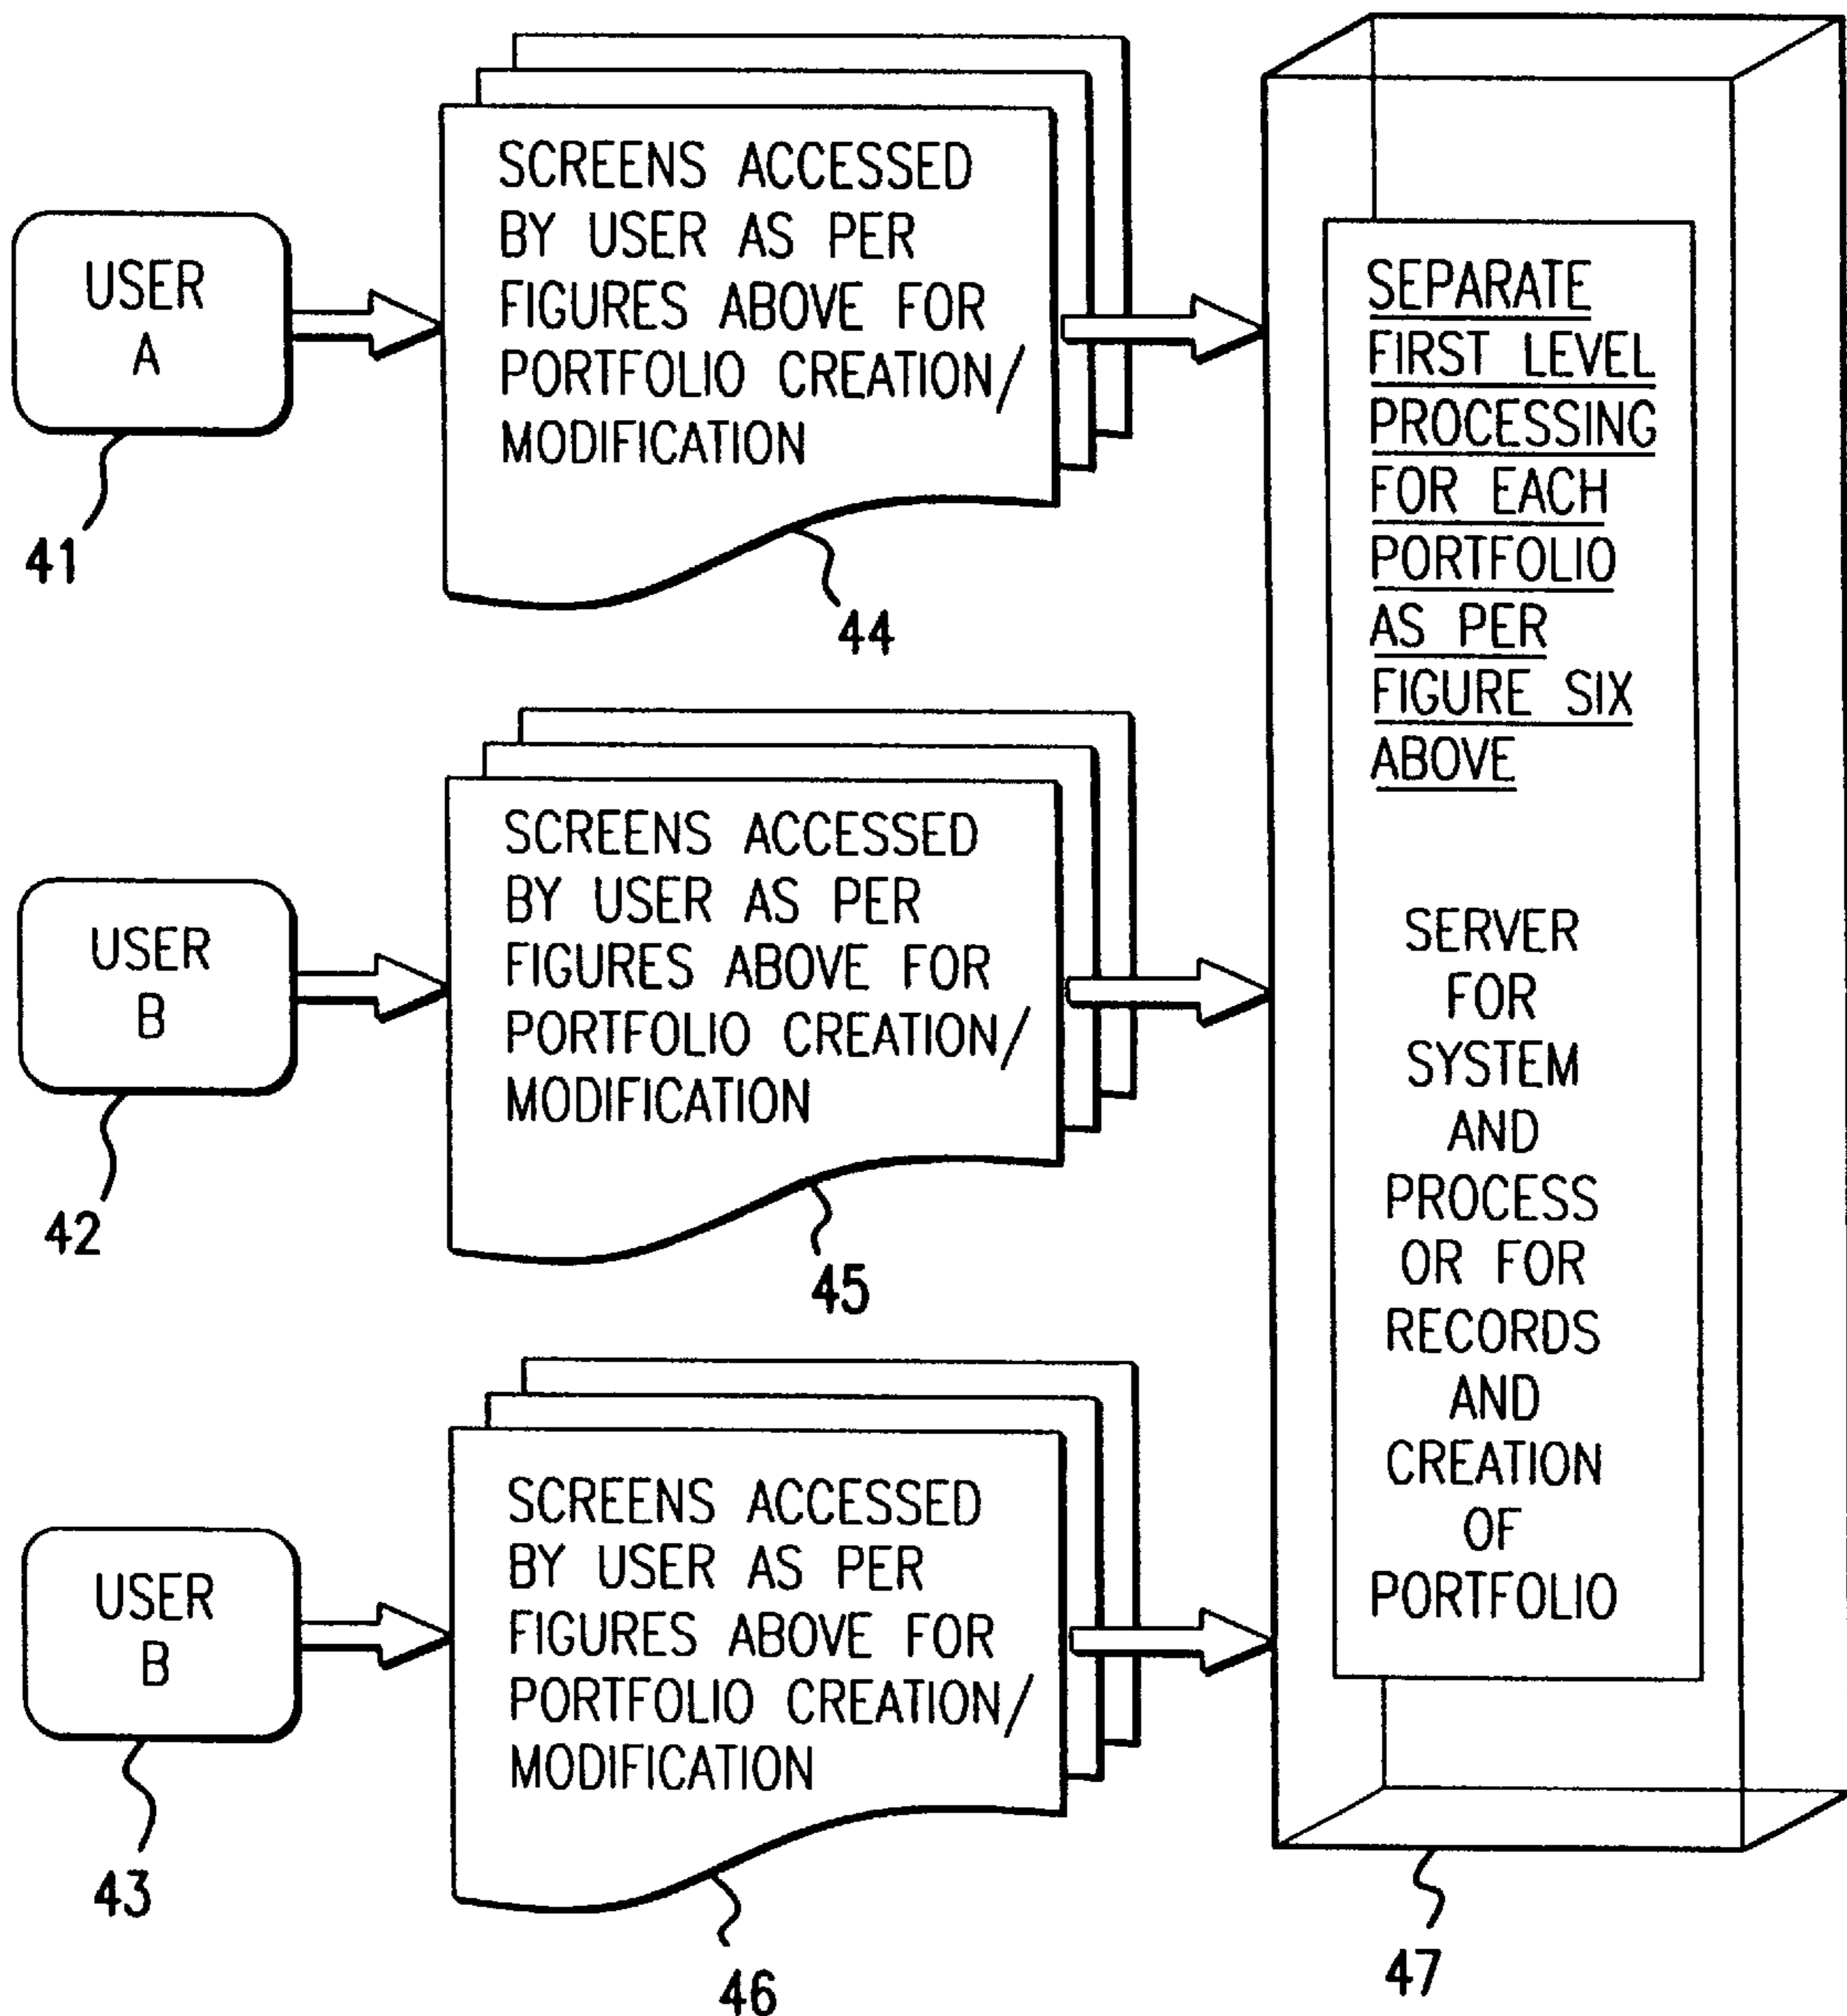 USER
A
41
SCREENS ACCESSED
BY USER AS PER
FIGURES ABOVE FOR
PORTFOLIO CREATION/
MODIFICATION
44
USER
B
42
SCREENS ACCESSED
BY USER AS PER
FIGURES ABOVE FOR
PORTFOLIO CREATION/
MODIFICATION
45
USER
B
43
SCREENS ACCESSED
BY USER AS PER
FIGURES ABOVE FOR
PORTFOLIO CREATION/
MODIFICATION
46
SEPARATE
FIRST LEVEL
PROCESSING
FOR EACH
PORTFOLIO
AS PER
FIGURE SIX
ABOVE
SERVER
FOR
SYSTEM
AND
PROCESS
OR FOR
RECORDS
AND
CREATION
OF
PORTFOLIO
47